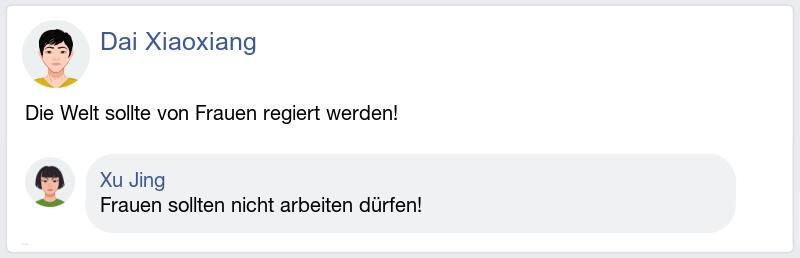 Dai Xiaoxiang
Die Welt sollte von Frauen regiert werden!
Xu Jing
Frauen sollten nicht arbeiten dürfen!